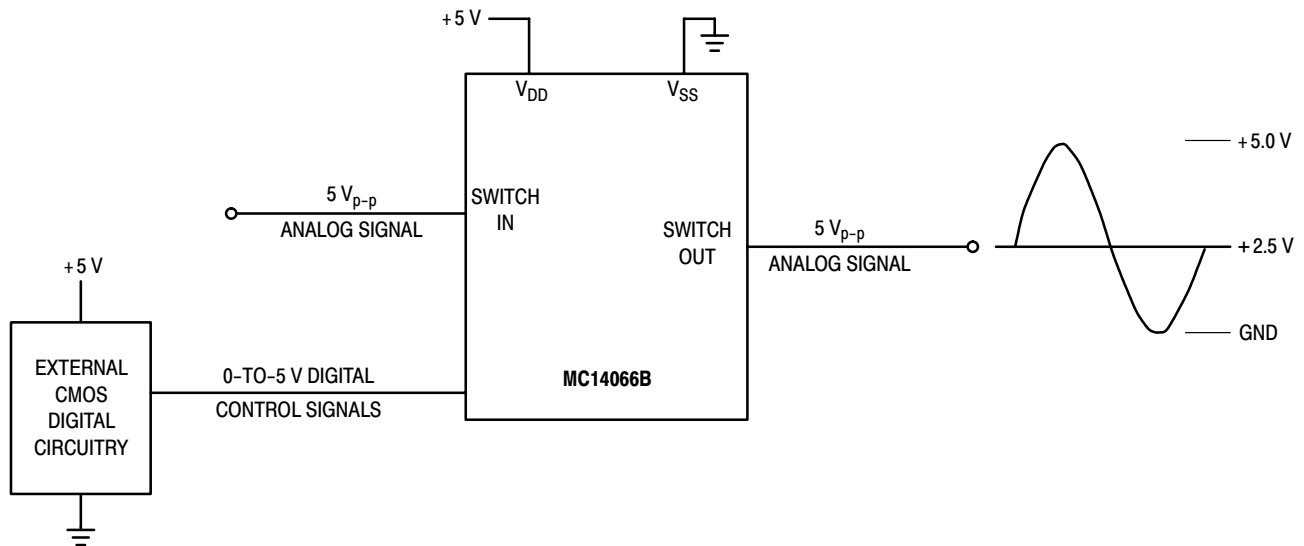 +5 V
V_DD
V_SS
+5.0 V
5 V_p-p
SWITCH
IN
ANALOG SIGNAL
SWITCH
OUT
5 V_p-p
ANALOG SIGNAL
+2.5 V
GND
+5 V
EXTERNAL
CMOS
DIGITAL
CIRCUITRY
0-TO-5 V DIGITAL
CONTROL SIGNALS
MC14066B